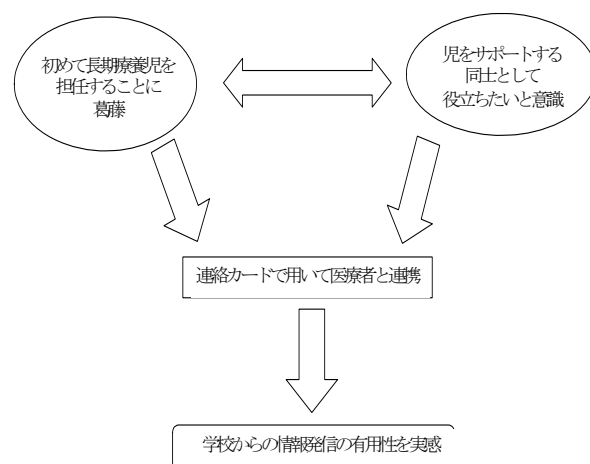 初めて長期療養児を
担任することに
葛藤
児をサポートする
同士として
役立ちたいと意識
連絡カードで用いて医療者と連携
学校からの情報発信の有用性を実感